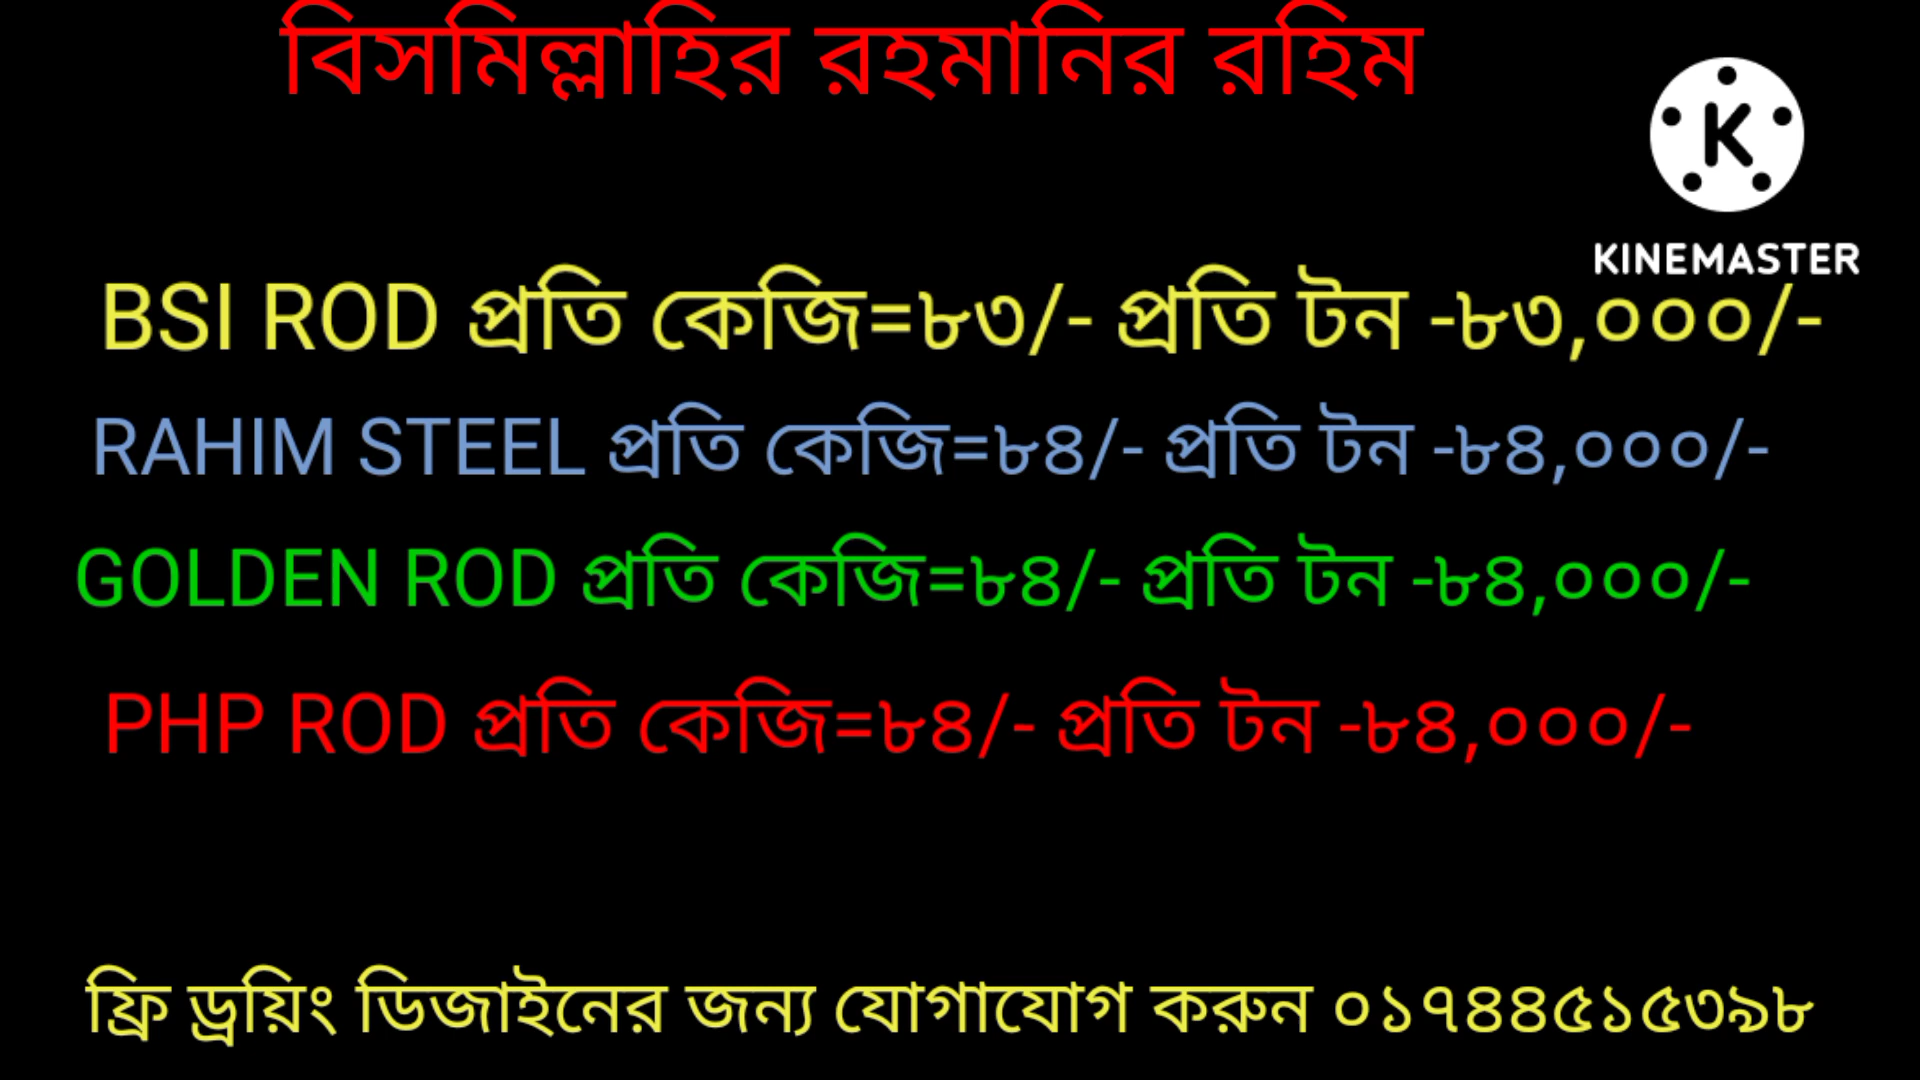 বিসমিল্লাহির রহমানির রহিম
K
KINEMASTER
BSI ROD প্রতি কেজি=৮৩/- প্রতি টন -৮৩,০০০/-
RAHIM STEEL প্রতি কেজি=৮৪/- প্রতি টন -৮৪,০০০/-
GOLDEN ROD প্রতি কেজি=৮৪/- প্রতি টন -৮৪,০০০/-
PHP ROD প্রতি কেজি=৮৪/- প্রতি টন -৮৪,০০০/-
ফ্রি ড্রয়িং ডিজাইনের জন্য যোগাযোগ করুন ০১৭৪৪৫১৫৩৯৮